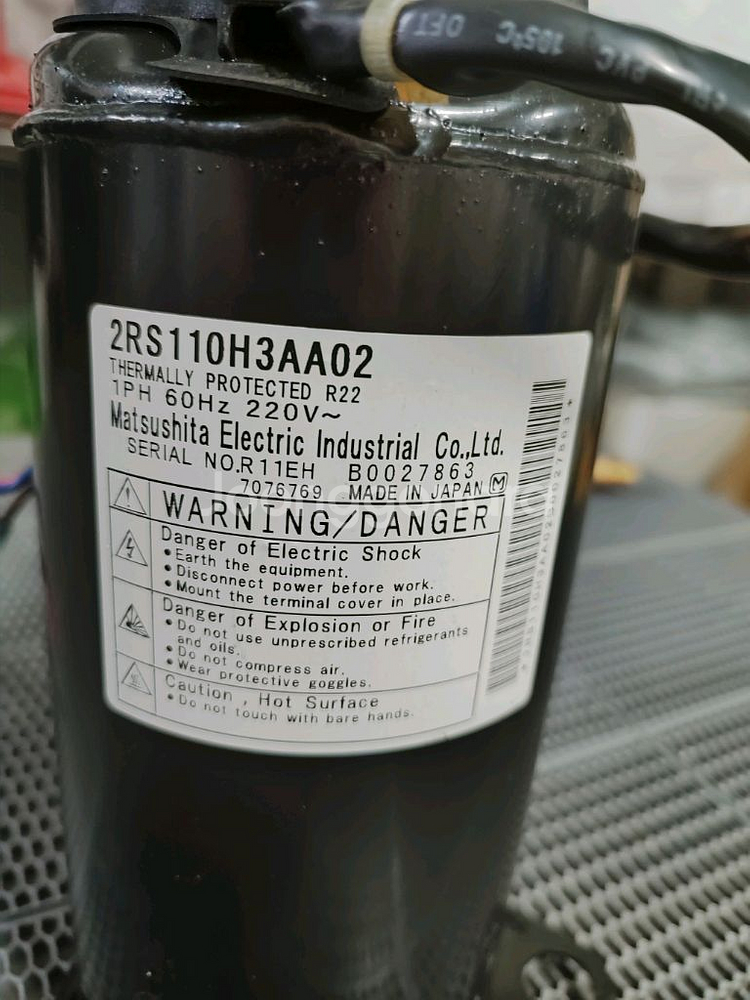 105°C
2RS110H3AA02
THERMALLY PROTECTED R22
1PH 60Hz 220V~
Matsushita Electric Industrial Co.,Ltd.
SERIAL NO.R11EH B0027863
7076769 MADE IN JAPAN M
WARNING/DANGER
Danger of Electric Shock
• Earth the equipment.
• Disconnect power before work.
• Mount the terminal cover in place.
Danger of Explosion or Fire
• Do not use unprescribed refrigerants
and oils.
• Do not compress air.
• Wear protective goggles.
Caution , Hot Surface
• Do not touch with bare hands.